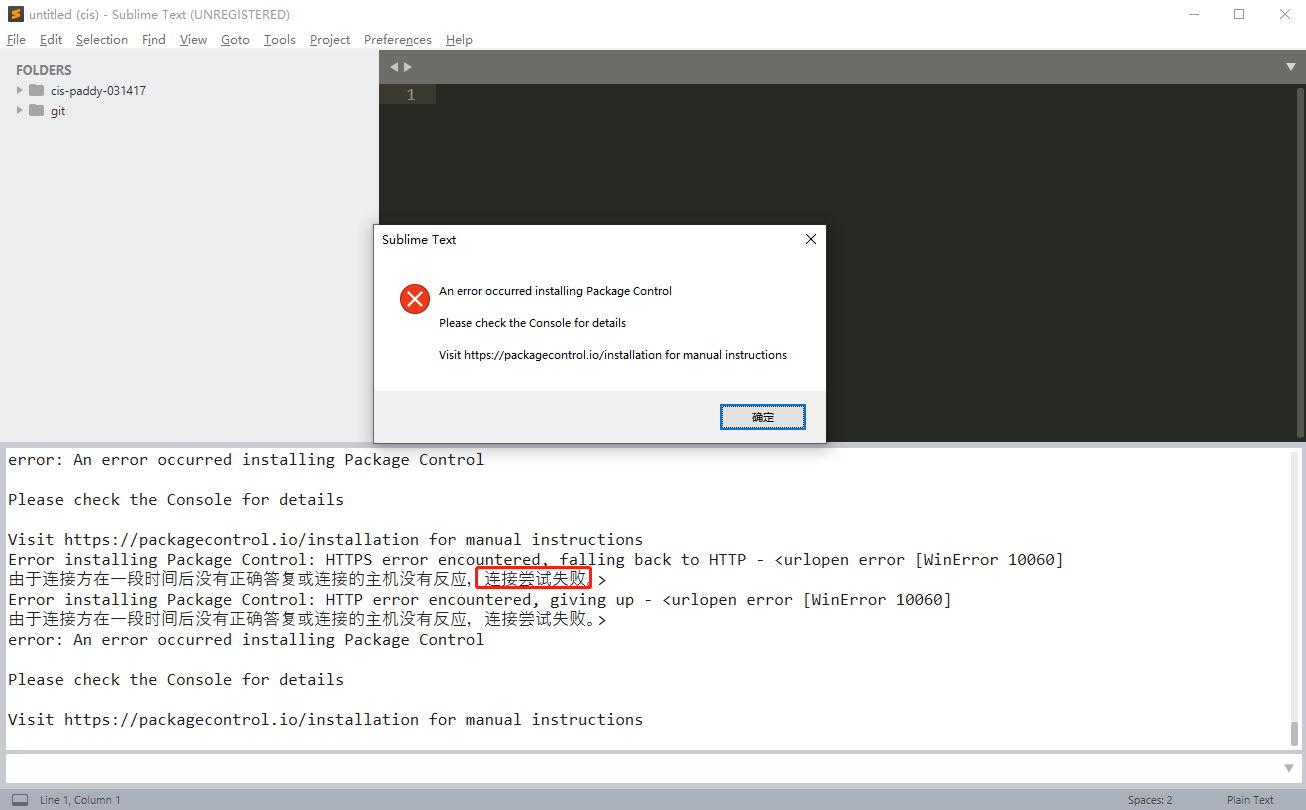 untitled (cis) - Sublime Text (UNREGISTERED)
File Edit Selection Find View Goto Tools Project Preferences Help
FOLDERS
cis-paddy-031417
git
1
Sublime Text
An error occurred installing Package Control
Please check the Console for details
Visit https://packagecontrol.io/installation for manual instructions
确定
error: An error occurred installing Package Control
Please check the Console for details
Visit https://packagecontrol.io/installation for manual instructions
Error installing Package Control: HTTPS error encountered, falling back to HTTP - <urlopen error [WinError 10060]
由于连接方在一段时间后没有正确答复或连接的主机没有反应，连接尝试失败。>
Error installing Package Control: HTTP error encountered, giving up - <urlopen error [WinError 10060]
由于连接方在一段时间后没有正确答复或连接的主机没有反应，连接尝试失败。>
error: An error occurred installing Package Control
Please check the Console for details
Visit https://packagecontrol.io/installation for manual instructions
Line 1, Column 1
Spaces: 2
Plain Text